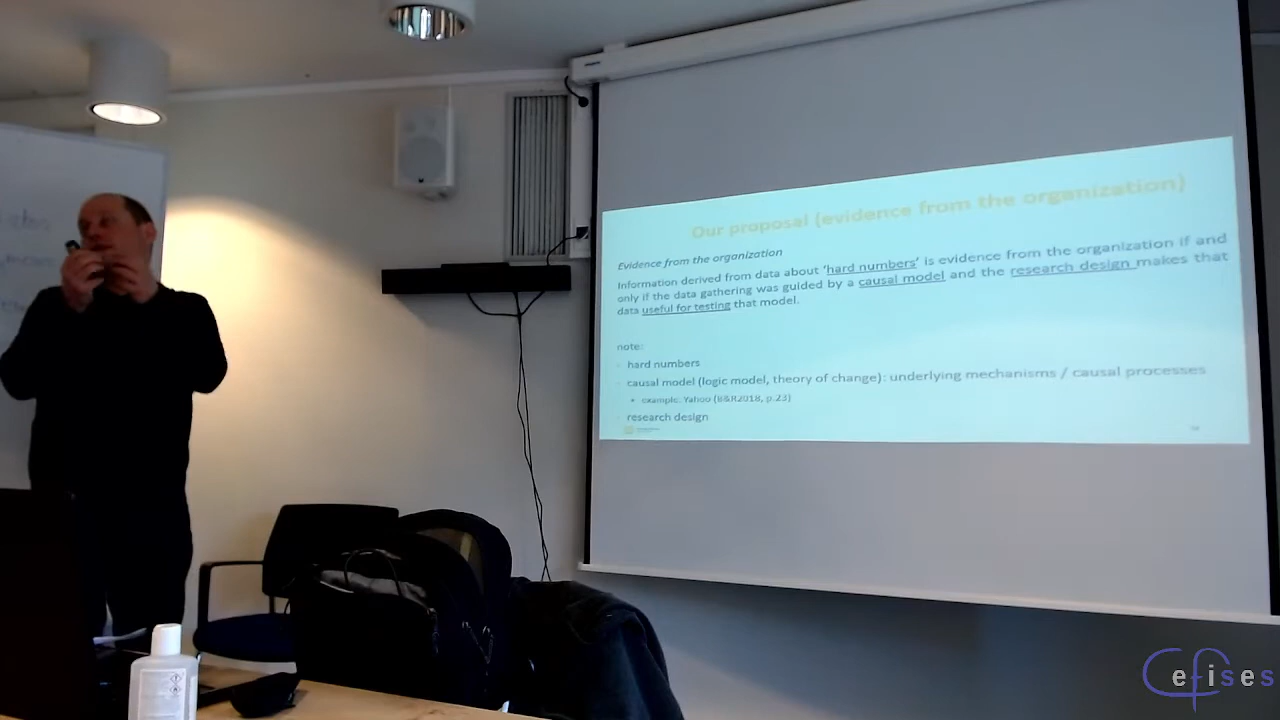 Our proposal (evidence from the organization)
Evidence from the organization
Information derived from data about 'hard numbers' is evidence from the organization if and
only if the data gathering was guided by a causal model and the research design makes that
data useful for testing that model.
note:
hard numbers
causal model (logic model, theory of change): underlying mechanisms / causal processes
• example: Yahoo (B&R2018, p.23)
research design
Cefises